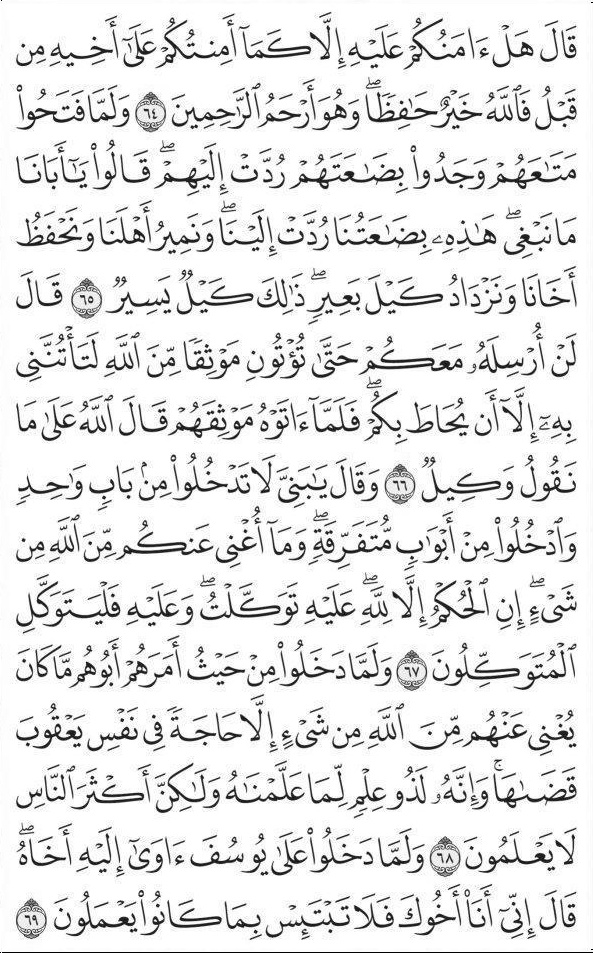 قَالَ هَلْ ءَامَنُكُمْ عَلَيْهِ إِلَّا كَمَآ أَمِنتُكُمْ عَلَىٰٓ أَخِيهِ مِن
قَبْلُ فَٱللَّهُ خَيْرٌ حَٰفِظًاۖ وَهُوَ أَرْحَمُ ٱلرَّٰحِمِينَ ٦٤ وَلَمَّا فَتَحُوا۟
مَتَٰعَهُمْ وَجَدُوا۟ بِضَٰعَتَهُمْ رُدَّتْ إِلَيْهِمْۖ قَالُوا۟ يَٰٓأَبَانَا
مَا نَبْغِىۖ هَٰذِهِۦ بِضَٰعَتُنَا رُدَّتْ إِلَيْنَاۖ وَنَمِيرُ أَهْلَنَا وَنَحْفَظُ
أَخَانَا وَنَزْدَادُ كَيْلَ بَعِيرٍۖ ذَٰلِكَ كَيْلٌ يَسِيرٌ ٦٥ قَالَ
لَنْ أُرْسِلَهُۥ مَعَكُمْ حَتَّىٰ تُؤْتُونِ مَوْثِقًا مِّنَ ٱللَّهِ لَتَأْتُنَّنِى
بِهِۦٓ إِلَّآ أَن يُحَاطَ بِكُمْۖ فَلَمَّآ ءَاتَوْهُ مَوْثِقَهُمْ قَالَ ٱللَّهُ عَلَىٰ مَا
نَقُولُ وَكِيلٌ ٦٦ وَقَالَ يَٰبَنِىَّ لَا تَدْخُلُوا۟ مِنۢ بَابٍ وَٰحِدٍ
وَٱدْخُلُوا۟ مِنْ أَبْوَٰبٍ مُّتَفَرِّقَةٍۖ وَمَآ أُغْنِى عَنكُم مِّنَ ٱللَّهِ مِن
شَىْءٍۖ إِنِ ٱلْحُكْمُ إِلَّا لِلَّهِۖ عَلَيْهِ تَوَكَّلْتُۖ وَعَلَيْهِ فَلْيَتَوَكَّلِ
ٱلْمُتَوَكِّلُونَ ٦٧ وَلَمَّا دَخَلُوا۟ مِنْ حَيْثُ أَمَرَهُمْ أَبُوهُم مَّا كَانَ
يُغْنِى عَنْهُم مِّنَ ٱللَّهِ مِن شَىْءٍ إِلَّا حَاجَةً فِى نَفْسِ يَعْقُوبَ
قَضَىٰهَاۚ وَإِنَّهُۥ لَذُو عِلْمٍ لِّمَا عَلَّمْنَٰهُ وَلَٰكِنَّ أَكْثَرَ ٱلنَّاسِ
لَا يَعْلَمُونَ ٦٨ وَلَمَّا دَخَلُوا۟ عَلَىٰ يُوسُفَ ءَاوَىٰٓ إِلَيْهِ أَخَاهُۖ
قَالَ إِنِّىٓ أَنَا۠ أَخُوكَ فَلَا تَبْتَئِسْ بِمَا كَانُوا۟ يَعْمَلُونَ ٦٩